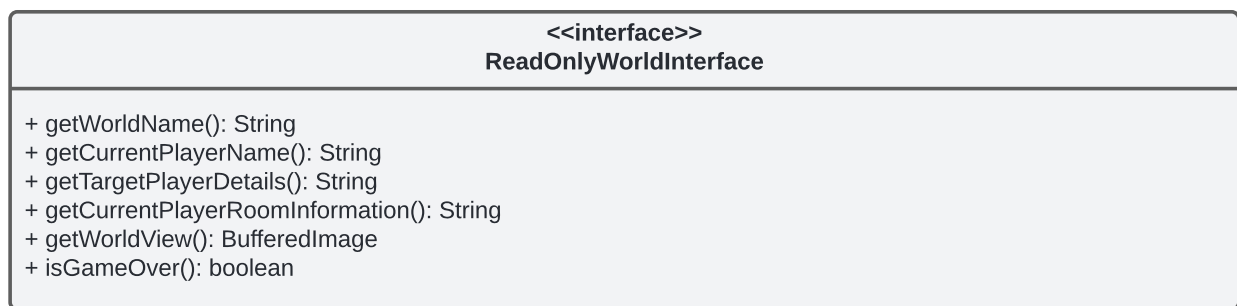 <<interface>>
ReadOnlyWorldInterface
+ getWorldName(): String
+ getCurrentPlayerName(): String
+ getTargetPlayerDetails(): String
+ getCurrentPlayerRoomInformation(): String
+ getWorldView(): BufferedImage
+ isGameOver(): boolean